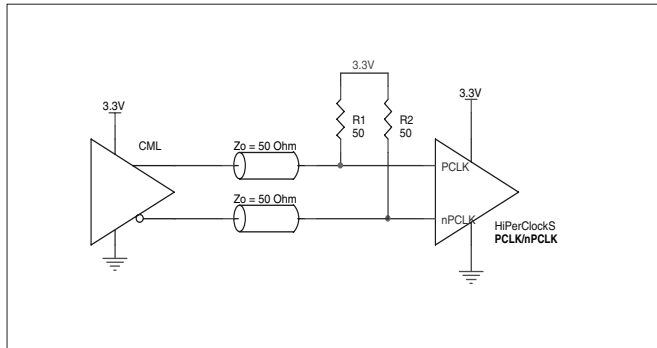 3.3V
3.3V
3.3V
R1
50
R2
50
CML
Zo = 50 Ohm
PCLK
Zo = 50 Ohm
nPCLK
HiPerClockS
PCLK/nPCLK